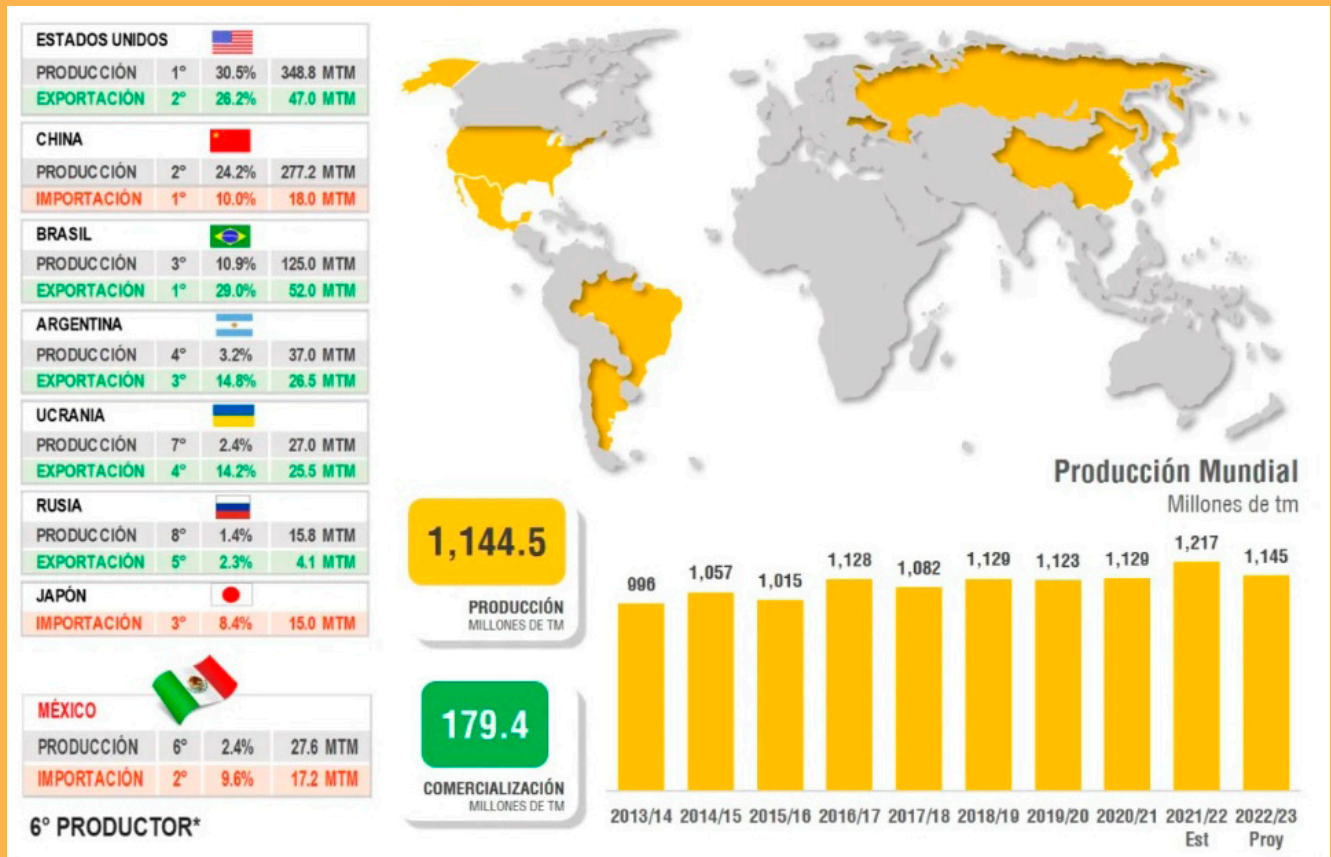 ESTADOS UNIDOS
PRODUCCIÓN 1° 30.5% 348.8 MTM
EXPORTACIÓN 2° 26.2% 47.0 MTM
CHINA
PRODUCCIÓN 2° 24.2% 277.2 MTM
IMPORTACIÓN 1° 10.0% 18.0 MTM
BRASIL
PRODUCCIÓN 3° 10.9% 125.0 MTM
EXPORTACIÓN 1° 29.0% 52.0 MTM
ARGENTINA
PRODUCCIÓN 4° 3.2% 37.0 MTM
EXPORTACIÓN 3° 14.8% 26.5 MTM
UCRANIA
PRODUCCIÓN 7° 2.4% 27.0 MTM
EXPORTACIÓN 4° 14.2% 25.5 MTM
RUSIA
PRODUCCIÓN 8° 1.4% 15.8 MTM
EXPORTACIÓN 5° 2.3% 4.1 MTM
JAPÓN
IMPORTACIÓN 3° 8.4% 15.0 MTM
MÉXICO
PRODUCCIÓN 6° 2.4% 27.6 MTM
IMPORTACIÓN 2° 9.6% 17.2 MTM
6° PRODUCTOR*
1,144.5
PRODUCCIÓN
MILLONES DE TM
179.4
COMERCIALIZACIÓN
MILLONES DE TM
Producción Mundial
Millones de tm
996 1,057 1,015 1,128 1,082 1,129 1,123 1,129 1,217 1,145
2013/14 2014/15 2015/16 2016/17 2017/18 2018/19 2019/20 2020/21 2021/22 2022/23
Est Proy